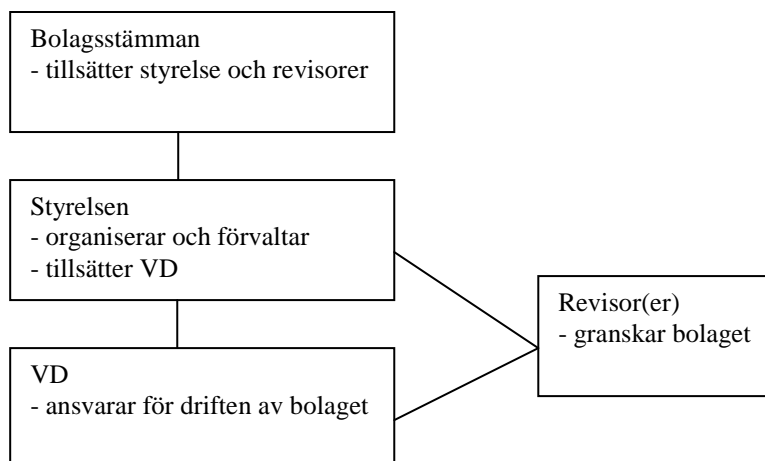 Bolagsstämman
- tillsätter styrelse och revisorer
Styrelsen
- organiserar och förvaltar
- tillsätter VD
Revisor(er)
- granskar bolaget
VD
- ansvarar för driften av bolaget